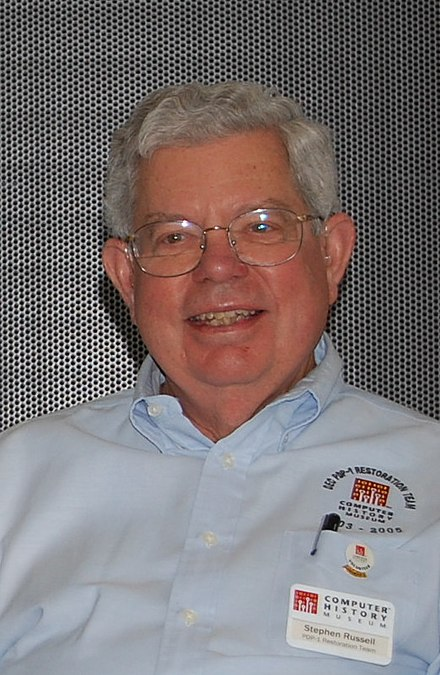 DEC PDP-1 RESTORATION TEAM
COMPUTER
HISTORY
MUSEUM
03 - 2005
COMPUTER
HISTORY
MUSEUM
Stephen Russell
PDP-1 Restoration Team